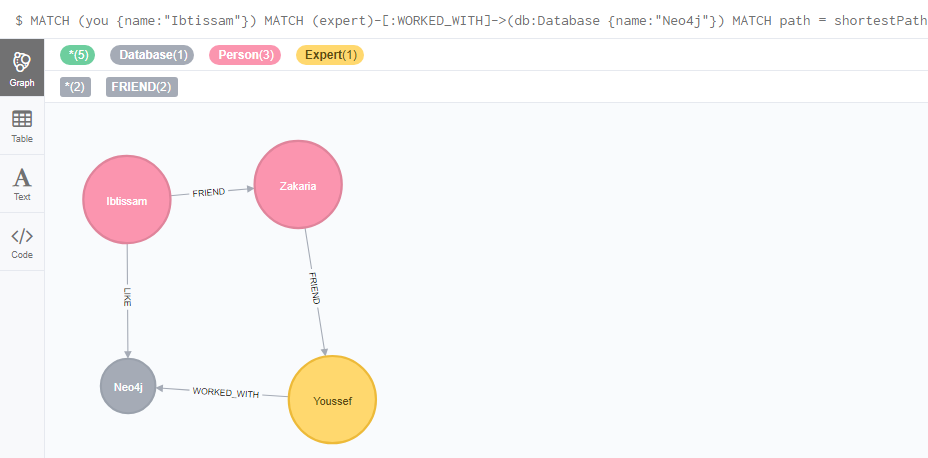 $ MATCH (you {name:"Ibtissam"}) MATCH (expert)-[:WORKED_WITH]->(db:Database {name:"Neo4j"}) MATCH path = shortestPath
*(5) Database(1) Person(3) Expert(1)
*(2) FRIEND(2)
Graph
Table
Text
Code
Ibtissam
FRIEND
Zakaria
LIKE
FRIEND
Neo4j
WORKED_WITH
Youssef